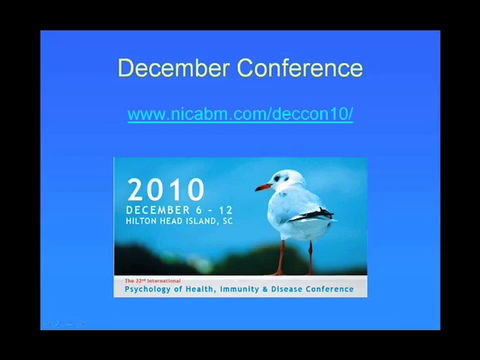 December Conference
www.nicabm.com/deccon10/
2010
DECEMBER 6 - 12
HILTON HEAD ISLAND, SC
The 22nd International
Psychology of Health, Immunity & Disease Conference